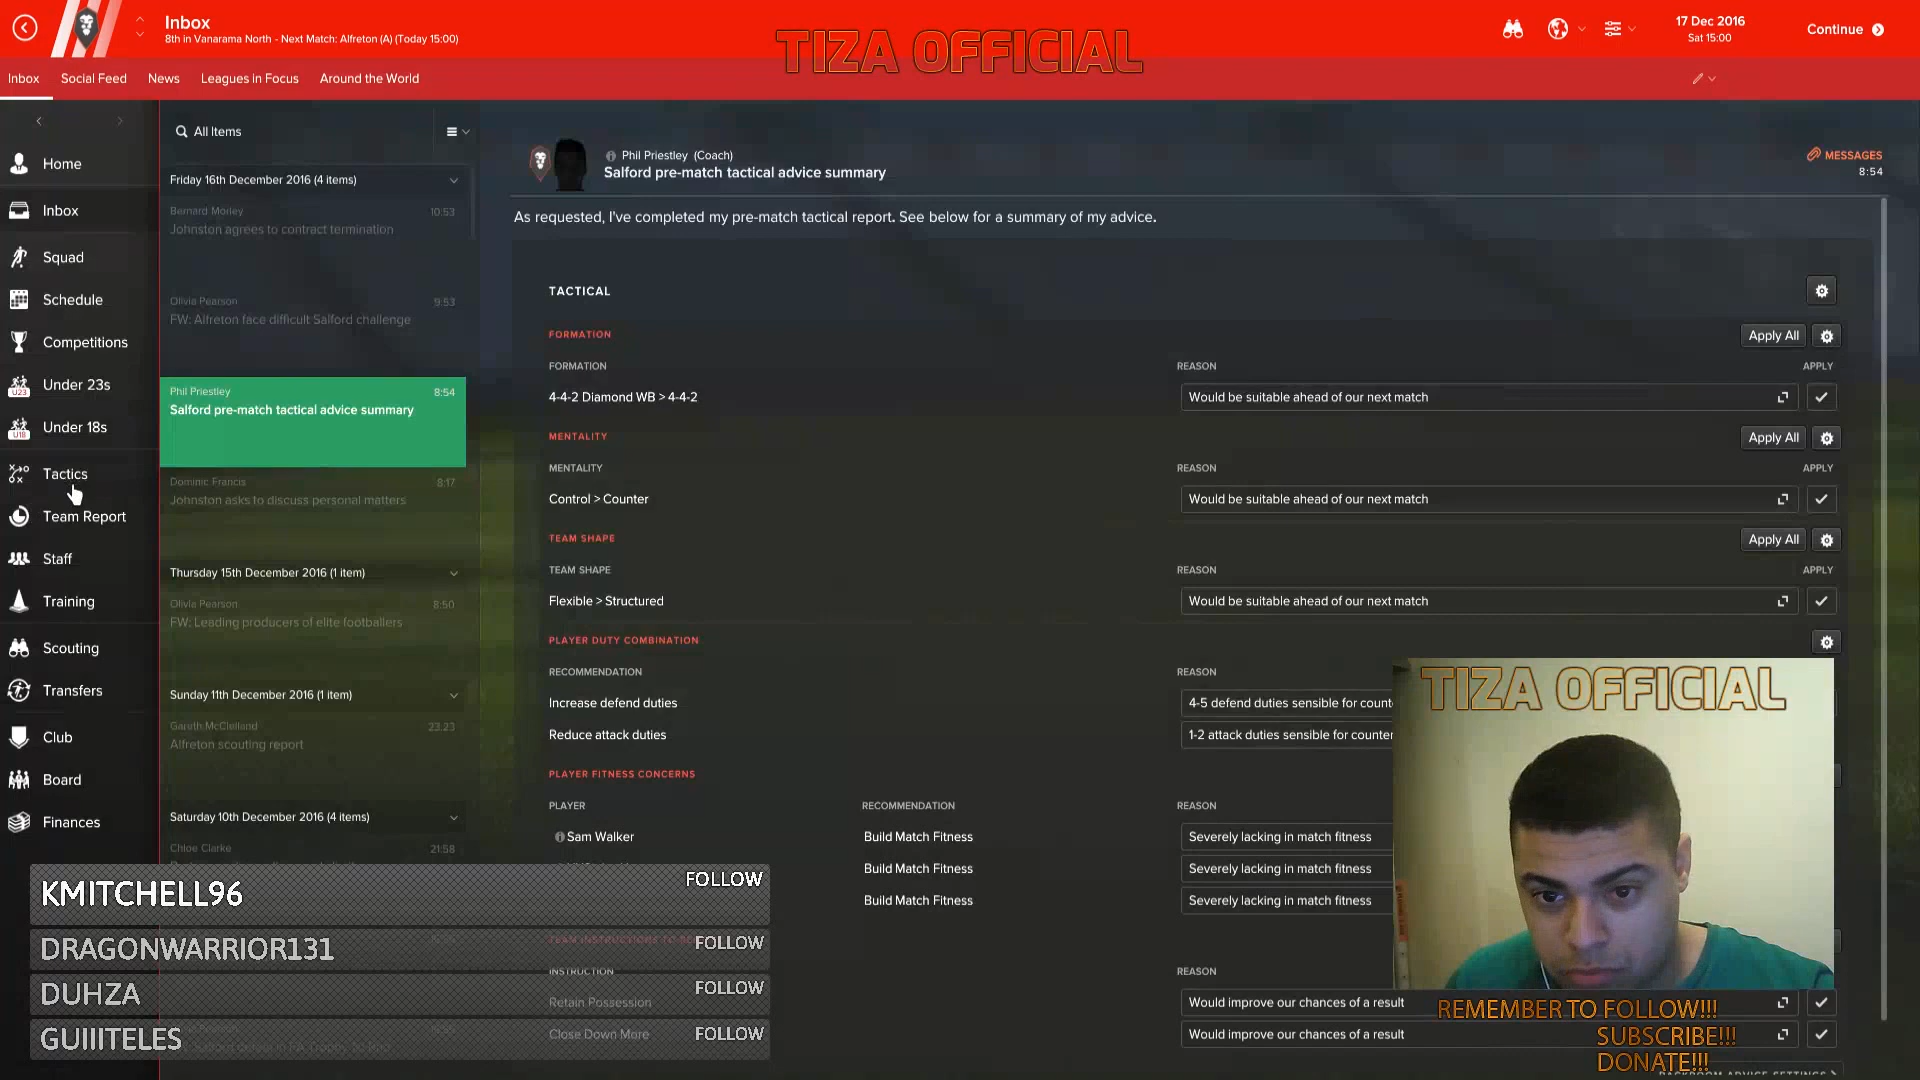 Inbox
8th in Vanarama North - Next Match: Alfreton (A) (Today 15:00)
TIZA OFFICIAL
17 Dec 2016
Sat 15:00
Continue
Inbox
Social Feed
News
Leagues in Focus
Around the World
Home
Inbox
Squad
Schedule
Competitions
U23
Under 23s
U18
Under 18s
Tactics
Team Report
Staff
Training
Scouting
Transfers
Club
Board
Finances
All Items
Friday 16th December 2016 (4 items)
Bernard Morley 10:53
Johnston agrees to contract termination
Olivia Pearson 9:53
FW: Alfreton face difficult Salford challenge
Phil Priestley 8:54
Salford pre-match tactical advice summary
Dominic Francis 8:17
Johnston asks to discuss personal matters
Thursday 15th December 2016 (1 item)
Olivia Pearson 8:50
FW: Leading producers of elite footballers
Sunday 11th December 2016 (1 item)
Gareth McClelland 23:23
Alfreton scouting report
Saturday 10th December 2016 (4 items)
Chloe Clarke 21:58
Phil Priestley (Coach)
Salford pre-match tactical advice summary
MESSAGES
8:54
As requested, I've completed my pre-match tactical report. See below for a summary of my advice.
TACTICAL
FORMATION
Apply All
FORMATION REASON APPLY
4-4-2 Diamond WB > 4-4-2 Would be suitable ahead of our next match
MENTALITY
Apply All
MENTALITY REASON APPLY
Control > Counter Would be suitable ahead of our next match
TEAM SHAPE
Apply All
TEAM SHAPE REASON APPLY
Flexible > Structured Would be suitable ahead of our next match
PLAYER DUTY COMBINATION
RECOMMENDATION REASON
Increase defend duties 4-5 defend duties sensible for count
Reduce attack duties 1-2 attack duties sensible for counter
PLAYER FITNESS CONCERNS
PLAYER RECOMMENDATION REASON
Sam Walker Build Match Fitness Severely lacking in match fitness
Build Match Fitness Severely lacking in match fitness
Build Match Fitness Severely lacking in match fitness
TEAM INSTRUCTIONS TO
INSTRUCTION REASON
Retain Possession Would improve our chances of a result
Close Down More Would improve our chances of a result
BACKROOM ADVICE SETTINGS >
TIZA OFFICIAL
REMEMBER TO FOLLOW!!!
SUBSCRIBE!!!
DONATE!!!
KMITCHELL96 FOLLOW
DRAGONWARRIOR131 FOLLOW
DUHZA FOLLOW
GUIIITELES FOLLOW